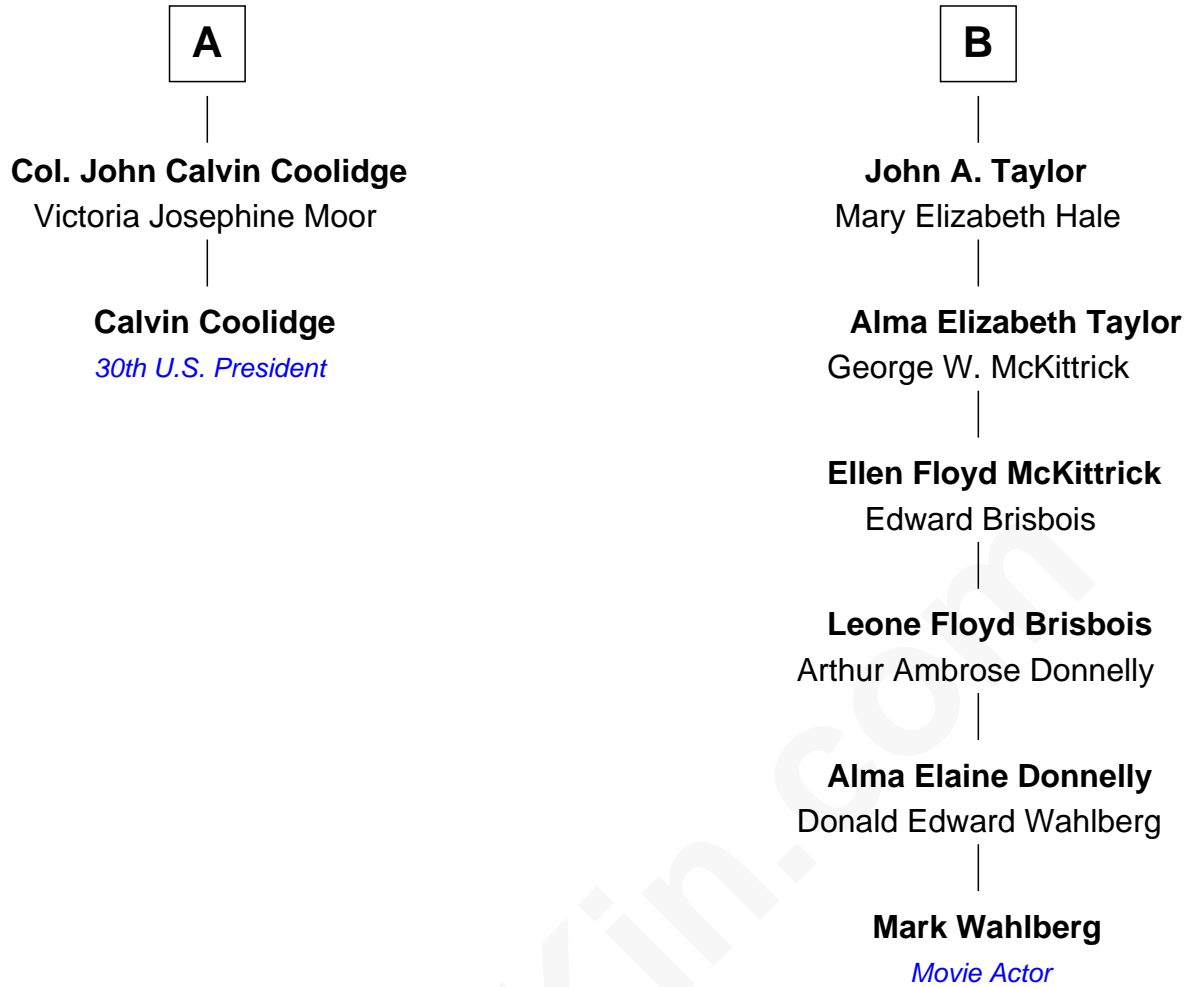 A
Col. John Calvin Coolidge
Victoria Josephine Moor
Calvin Coolidge
30th U.S. President
B
John A. Taylor
Mary Elizabeth Hale
Alma Elizabeth Taylor
George W. McKittrick
Ellen Floyd McKittrick
Edward Brisbois
Leone Floyd Brisbois
Arthur Ambrose Donnelly
Alma Elaine Donnelly
Donald Edward Wahlberg
Mark Wahlberg
Movie Actor
Kin.com